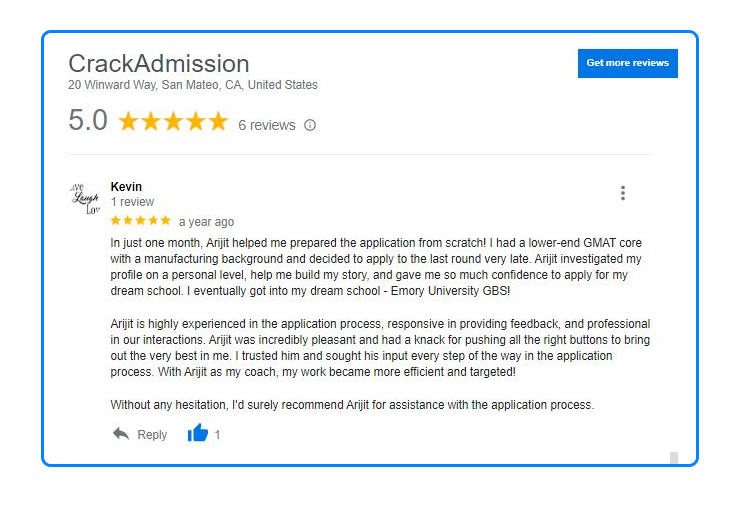 CrackAdmission
Get more reviews
20 Winward Way, San Mateo, CA, United States
5.0 6 reviews
Kevin
1 review
a year ago
In just one month, Arijit helped me prepared the application from scratch! I had a lower-end GMAT core
with a manufacturing background and decided to apply to the last round very late. Arijit investigated my
profile on a personal level, help me build my story, and gave me so much confidence to apply for my
dream school. I eventually got into my dream school - Emory University GBS!
Arijit is highly experienced in the application process, responsive in providing feedback, and professional
in our interactions. Arijit was incredibly pleasant and had a knack for pushing all the right buttons to bring
out the very best in me. I trusted him and sought his input every step of the way in the application
process. With Arijit as my coach, my work became more efficient and targeted!
Without any hesitation, I'd surely recommend Arijit for assistance with the application process.
Reply 1